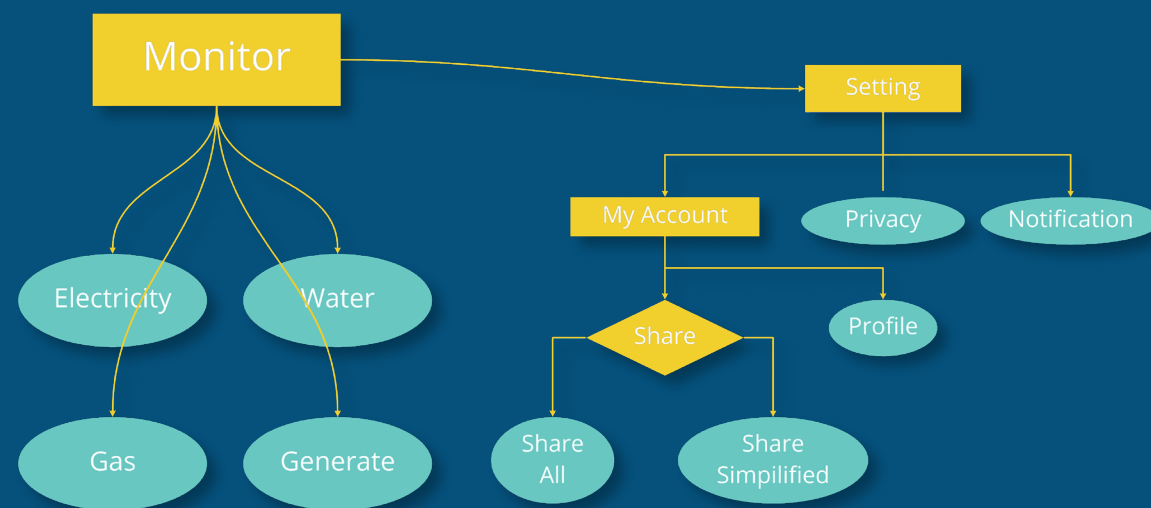 Monitor
Setting
My Account
Privacy
Notification
Electricity
Water
Share
Profile
Gas
Generate
Share
All
Share
Simpilified